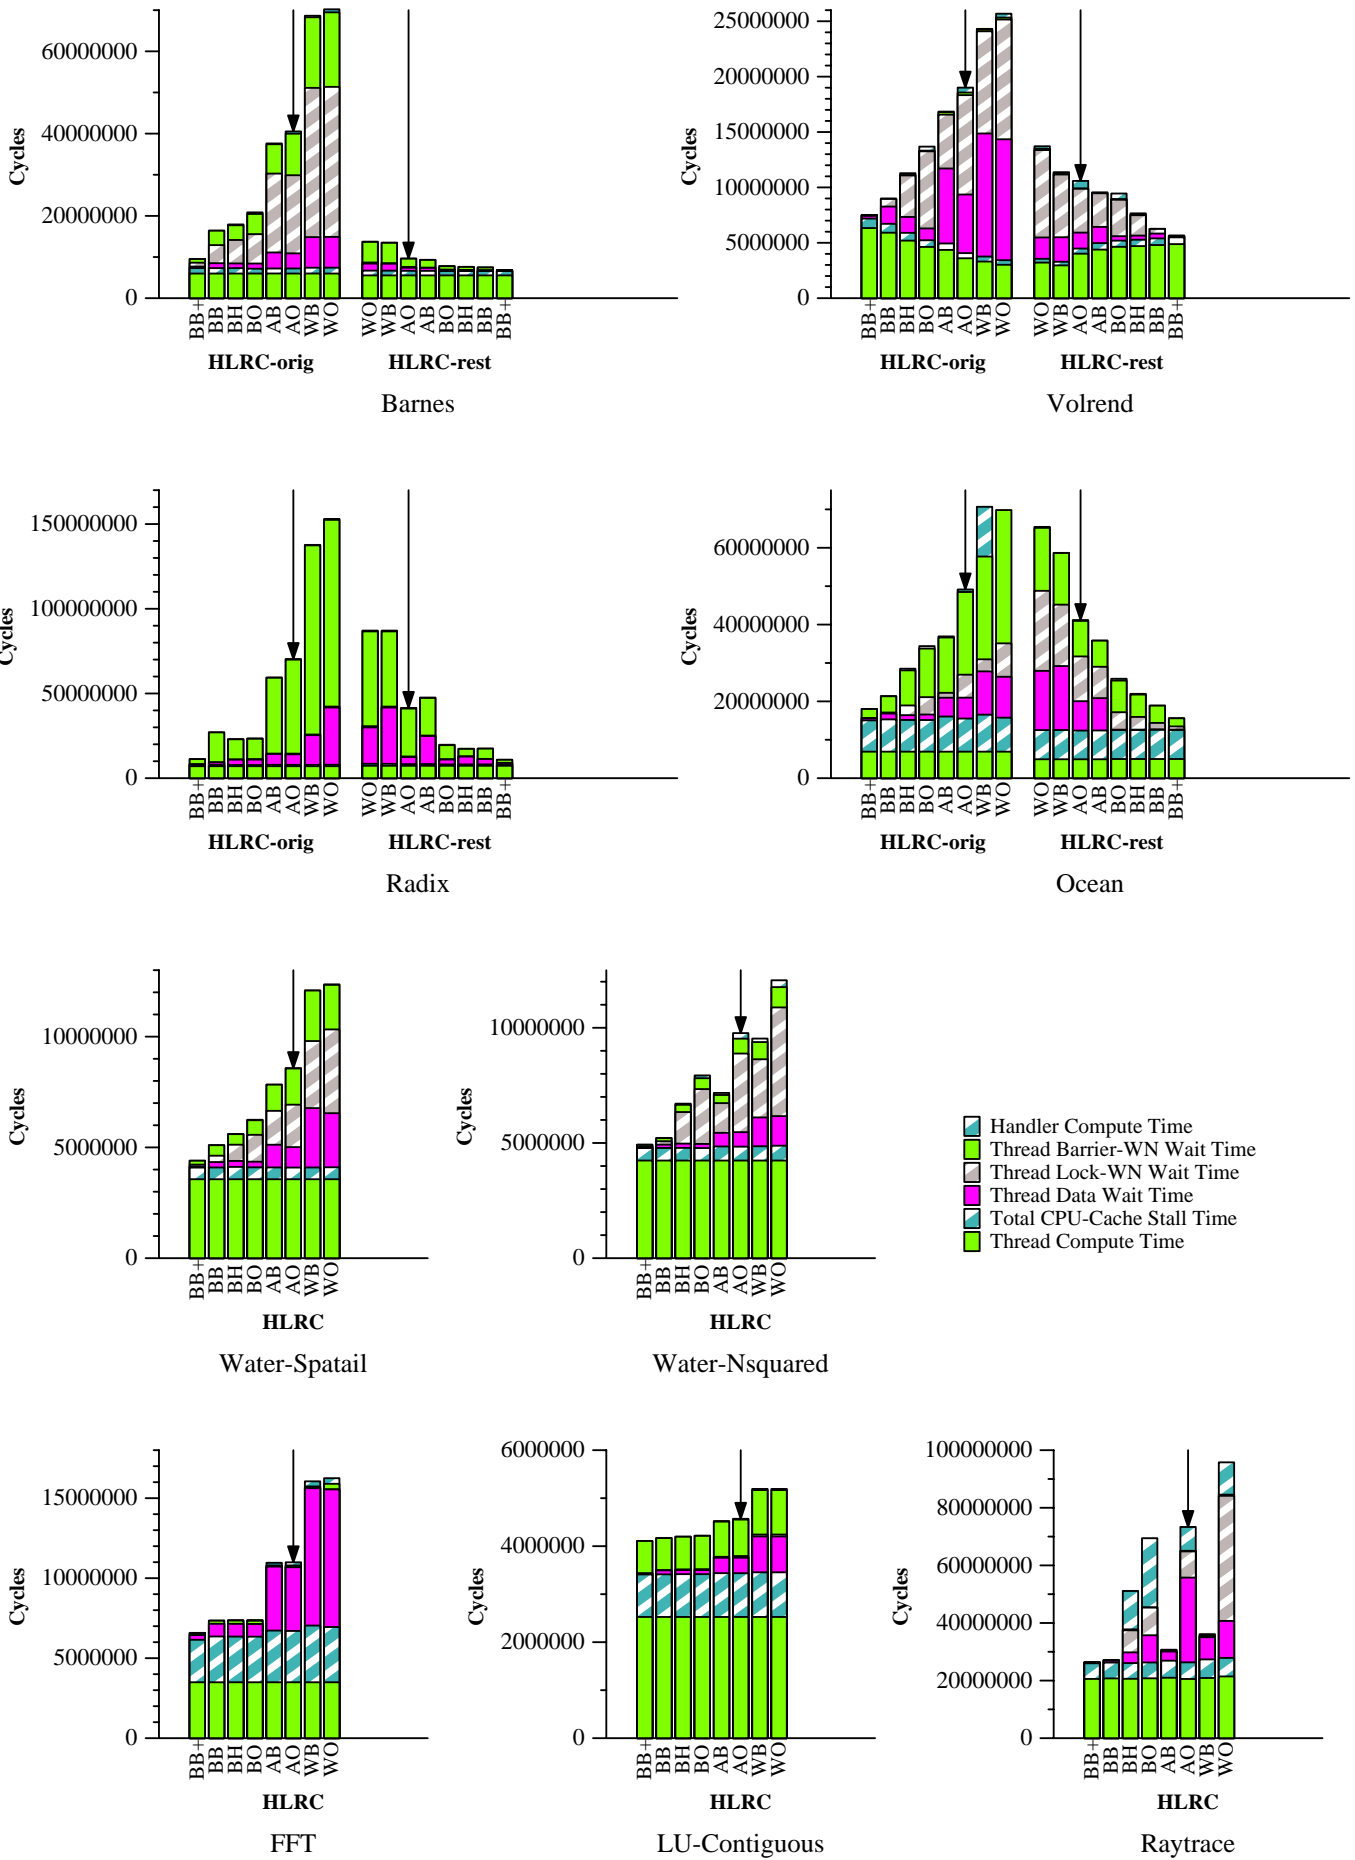 Cycles
60000000
40000000
20000000
0
BB+ BB BH BO AB AO WB WO
WO WB AO AB BO BH BB BB+
HLRC-orig HLRC-rest
Barnes
Cycles
25000000
20000000
15000000
10000000
5000000
0
BB+ BB BH BO AB AO WB WO
WO WB AO AB BO BH BB BB+
HLRC-orig HLRC-rest
Volrend
Cycles
150000000
100000000
50000000
0
BB+ BB BH BO AB AO WB WO
WO WB AO AB BO BH BB BB+
HLRC-orig HLRC-rest
Radix
Cycles
60000000
40000000
20000000
0
BB+ BB BH BO AB AO WB WO
WO WB AO AB BO BH BB BB+
HLRC-orig HLRC-rest
Ocean
Cycles
10000000
5000000
0
BB+ BB BH BO AB AO WB WO
HLRC
Water-Spatail
Cycles
10000000
5000000
0
BB+ BB BH BO AB AO WB WO
HLRC
Water-Nsquared
Handler Compute Time
Thread Barrier-WN Wait Time
Thread Lock-WN Wait Time
Thread Data Wait Time
Total CPU-Cache Stall Time
Thread Compute Time
Cycles
15000000
10000000
5000000
0
BB+ BB BH BO AB AO WB WO
HLRC
FFT
Cycles
6000000
4000000
2000000
0
BB+ BB BH BO AB AO WB WO
HLRC
LU-Contiguous
Cycles
100000000
80000000
60000000
40000000
20000000
0
BB+ BB BH BO AB AO WB WO
HLRC
Raytrace